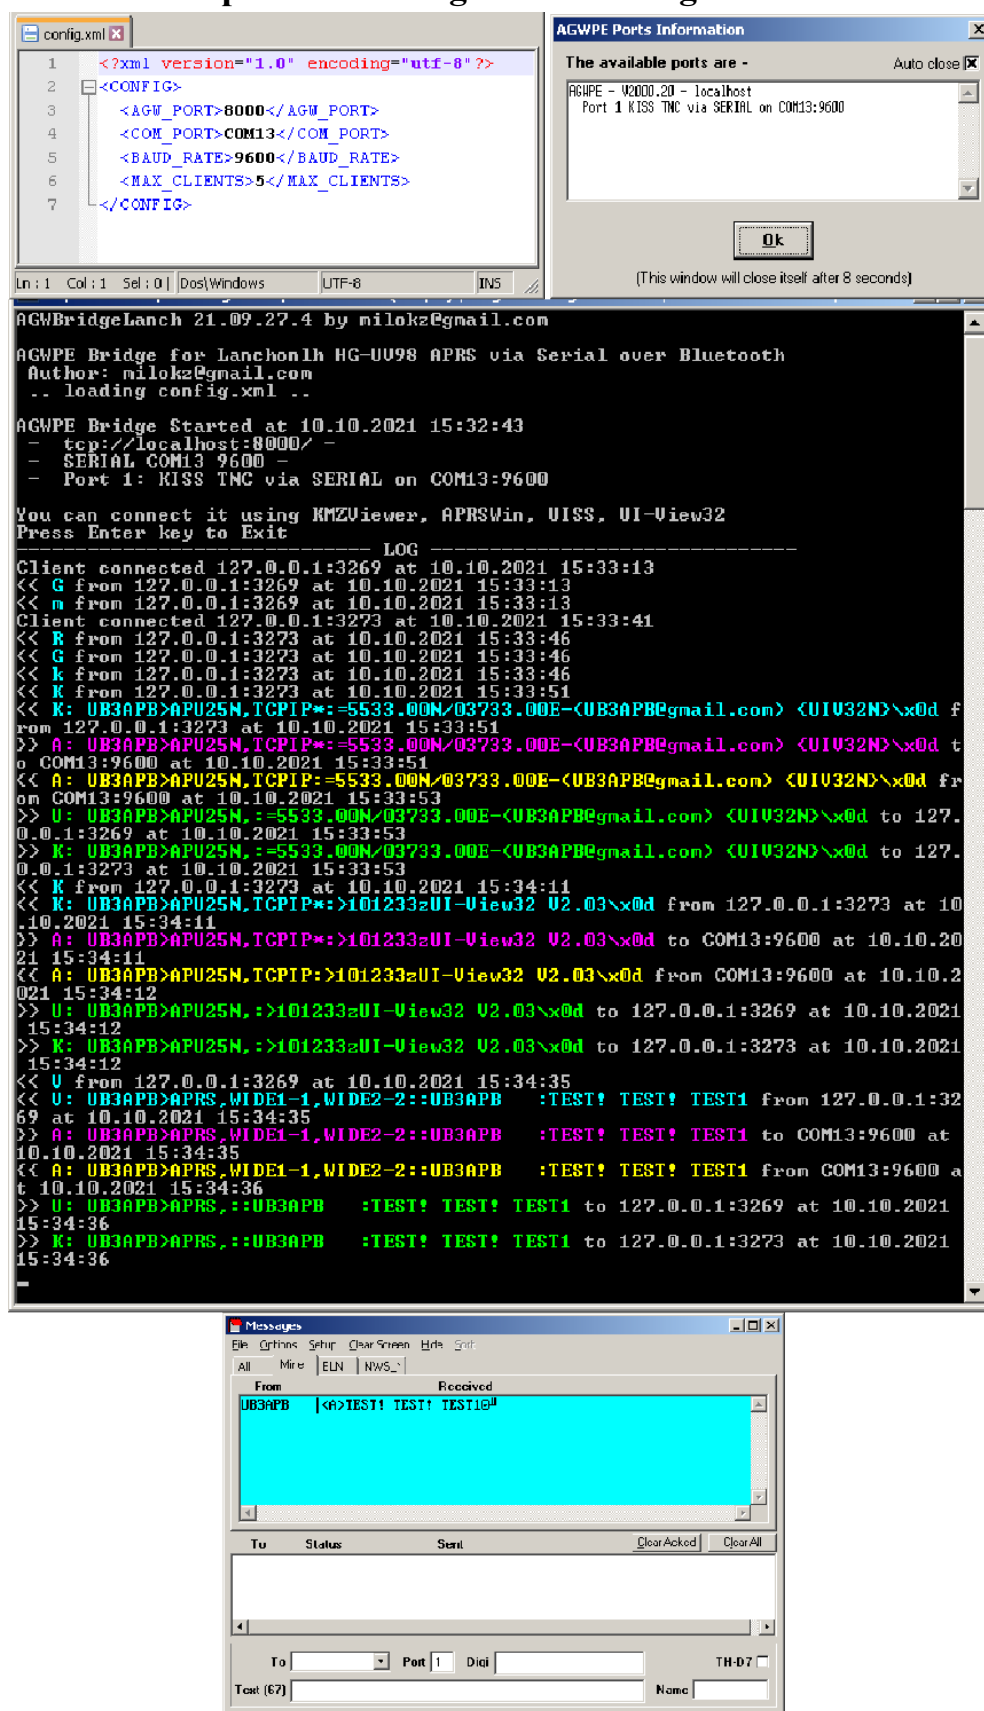 config.xml
1 <?xml version="1.0" encoding="utf-8"?>
2 <CONFIG>
3 <AGW_PORT>8000</AGW_PORT>
4 <COM_PORT>COM13</COM_PORT>
5 <BAUD_RATE>9600</BAUD_RATE>
6 <MAX_CLIENTS>5</MAX_CLIENTS>
7 </CONFIG>
Ln : 1 Col : 1 Sel : 0 | Dos\Windows UTF-8 INS
AGWPE Ports Information
The available ports are - Auto close
AGWPE - V2000.20 - localhost
Port 1 KISS TNC via SERIAL on COM13:9600
Ok
(This window will close itself after 8 seconds)
AGWBridgeLanch 21.09.27.4 by milokz@gmail.com
AGWPE Bridge for Lanchonlh HG-UV98 APRS via Serial over Bluetooth
Author: milokz@gmail.com
.. loading config.xml ..
AGWPE Bridge Started at 10.10.2021 15:32:43
- tcp://localhost:8000/ -
- SERIAL COM13 9600 -
- Port 1: KISS TNC via SERIAL on COM13:9600
You can connect it using KMZViewer, APRSWin, UISS, UI-View32
Press Enter key to Exit
------------------------------ LOG -------------------------------
Client connected 127.0.0.1:3269 at 10.10.2021 15:33:13
<< G from 127.0.0.1:3269 at 10.10.2021 15:33:13
<< m from 127.0.0.1:3269 at 10.10.2021 15:33:13
Client connected 127.0.0.1:3273 at 10.10.2021 15:33:41
<< R from 127.0.0.1:3273 at 10.10.2021 15:33:46
<< G from 127.0.0.1:3273 at 10.10.2021 15:33:46
<< k from 127.0.0.1:3273 at 10.10.2021 15:33:46
<< K from 127.0.0.1:3273 at 10.10.2021 15:33:51
<< K: UB3APB>APU25N,TCPIP*:=5533.00N/03733.00E-(UB3APB@gmail.com) {UIV32N}\x0d f
rom 127.0.0.1:3273 at 10.10.2021 15:33:51
>> A: UB3APB>APU25N,TCPIP*:=5533.00N/03733.00E-(UB3APB@gmail.com) {UIV32N}\x0d t
o COM13:9600 at 10.10.2021 15:33:51
<< A: UB3APB>APU25N,TCPIP:=5533.00N/03733.00E-(UB3APB@gmail.com) {UIV32N}\x0d fr
om COM13:9600 at 10.10.2021 15:33:53
>> U: UB3APB>APU25N,:=5533.00N/03733.00E-(UB3APB@gmail.com) {UIV32N}\x0d to 127.
0.0.1:3269 at 10.10.2021 15:33:53
>> K: UB3APB>APU25N,:=5533.00N/03733.00E-(UB3APB@gmail.com) {UIV32N}\x0d to 127.
0.0.1:3273 at 10.10.2021 15:33:53
<< K from 127.0.0.1:3273 at 10.10.2021 15:34:11
<< K: UB3APB>APU25N,TCPIP*:>101233zUI-View32 V2.03\x0d from 127.0.0.1:3273 at 10
.10.2021 15:34:11
>> A: UB3APB>APU25N,TCPIP*:>101233zUI-View32 V2.03\x0d to COM13:9600 at 10.10.20
21 15:34:11
<< A: UB3APB>APU25N,TCPIP:>101233zUI-View32 V2.03\x0d from COM13:9600 at 10.10.2
021 15:34:12
>> U: UB3APB>APU25N,:>101233zUI-View32 V2.03\x0d to 127.0.0.1:3269 at 10.10.2021
15:34:12
>> K: UB3APB>APU25N,:>101233zUI-View32 V2.03\x0d to 127.0.0.1:3273 at 10.10.2021
15:34:12
<< V from 127.0.0.1:3269 at 10.10.2021 15:34:35
<< V: UB3APB>APRS,WIDE1-1,WIDE2-2::UB3APB :TEST! TEST! TEST1 from 127.0.0.1:32
69 at 10.10.2021 15:34:35
>> A: UB3APB>APRS,WIDE1-1,WIDE2-2::UB3APB :TEST! TEST! TEST1 to COM13:9600 at
10.10.2021 15:34:35
<< A: UB3APB>APRS,WIDE1-1,WIDE2-2::UB3APB :TEST! TEST! TEST1 from COM13:9600 a
t 10.10.2021 15:34:36
>> U: UB3APB>APRS,::UB3APB :TEST! TEST! TEST1 to 127.0.0.1:3269 at 10.10.2021
15:34:36
>> K: UB3APB>APRS,::UB3APB :TEST! TEST! TEST1 to 127.0.0.1:3273 at 10.10.2021
15:34:36
Messages
File Options Setup Clear Screen Hide Sort
All Mine ELN NWS_*
From Received
UB3APB <A>TEST! TEST! TEST1
To Status Sent Clear Acked Clear All
To Port 1 Digi TH-D7
Text (67) Name